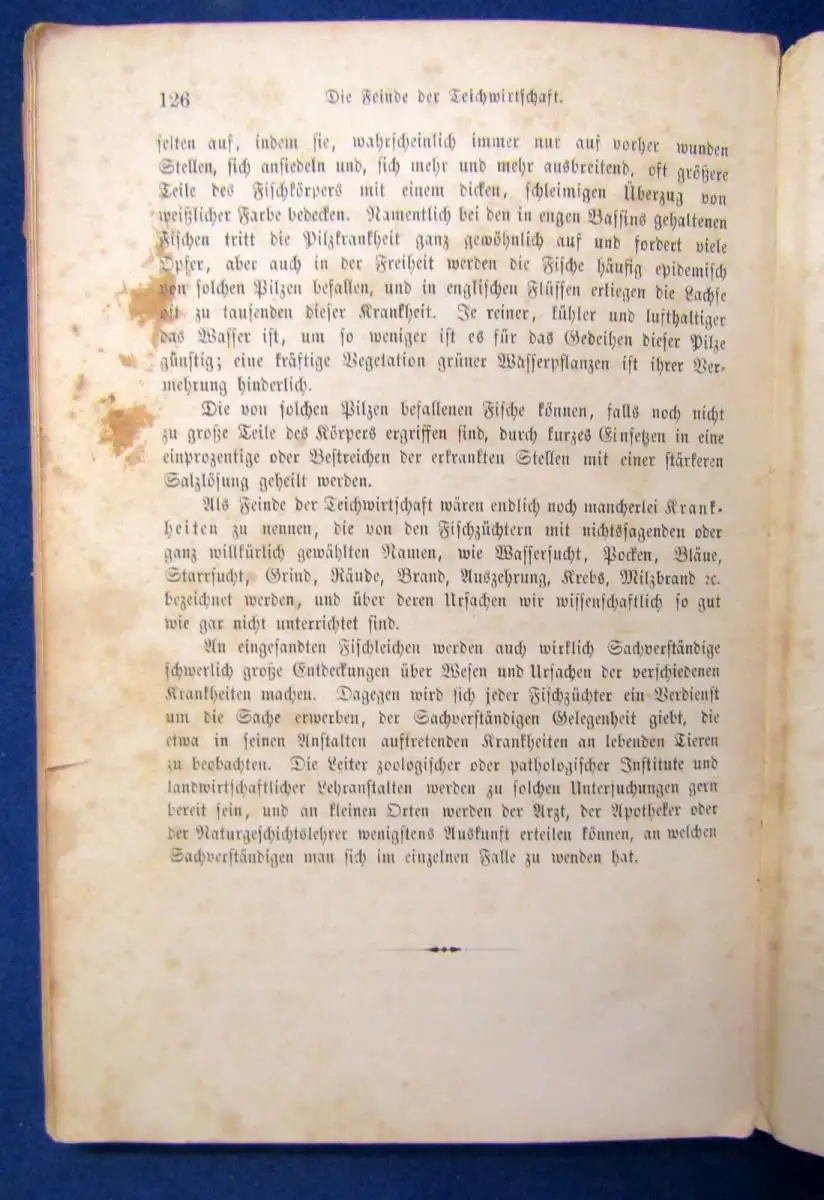 126 Die Feinde der Teichwirtschaft.
selten auf, indem sie, wahrscheinlich immer nur auf vorher wunden
Stellen, sich ansiedeln und, sich mehr und mehr ausbreitend, oft größere
Teile des Fischkörpers mit einem dicken, schleimigen Überzug von
weißlicher Farbe bedecken. Namentlich bei den in engen Bassins gehaltenen
Fischen tritt die Pilzkrankheit ganz gewöhnlich auf und fordert viele
Opfer, aber auch in der Freiheit werden die Fische häufig epidemisch
von solchen Pilzen befallen, und in englischen Flüssen erliegen die Lachse
oft zu tausenden dieser Krankheit. Je reiner, kühler und lufthaltiger
das Wasser ist, um so weniger ist es für das Gedeihen dieser Pilze
günstig; eine kräftige Vegetation grüner Wasserpflanzen ist ihrer Ver-
mehrung hinderlich.
Die von solchen Pilzen befallenen Fische können, falls noch nicht
zu große Teile des Körpers ergriffen sind, durch kurzes Einsetzen in eine
einprozentige oder Bestreichen der erkrankten Stellen mit einer stärkeren
Salzlösung geheilt werden.
Als Feinde der Teichwirtschaft wären endlich noch mancherlei Krank-
heiten zu nennen, die von den Fischzüchtern mit nichtssagenden oder
ganz willkürlich gewählten Namen, wie Wassersucht, Pocken, Bläue,
Starrsucht, Grind, Räude, Brand, Auszehrung, Krebs, Milzbrand ꝛc.
bezeichnet werden, und über deren Ursachen wir wissenschaftlich so gut
wie gar nicht unterrichtet sind.
An eingesandten Fischleichen werden auch wirklich Sachverständige
schwerlich große Entdeckungen über Wesen und Ursachen der verschiedenen
Krankheiten machen. Dagegen wird sich jeder Fischzüchter ein Verdienst
um die Sache erwerben, der Sachverständigen Gelegenheit giebt, die
etwa in seinen Anstalten auftretenden Krankheiten an lebenden Tieren
zu beobachten. Die Leiter zoologischer oder pathologischer Institute und
landwirtschaftlicher Lehranstalten werden zu solchen Untersuchungen gern
bereit sein, und an kleinen Orten werden der Arzt, der Apotheker oder
der Naturgeschichtslehrer wenigstens Auskunft erteilen können, an welchen
Sachverständigen man sich im einzelnen Falle zu wenden hat.